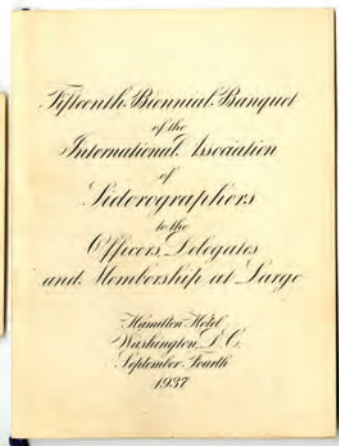 Fifteenth Biennial Banquet
of the
International Association
of
Siderographers
to the
Officers, Delegates
and Membership at Large
Hamilton Hotel
Washington, D. C.
September Fourth
1937